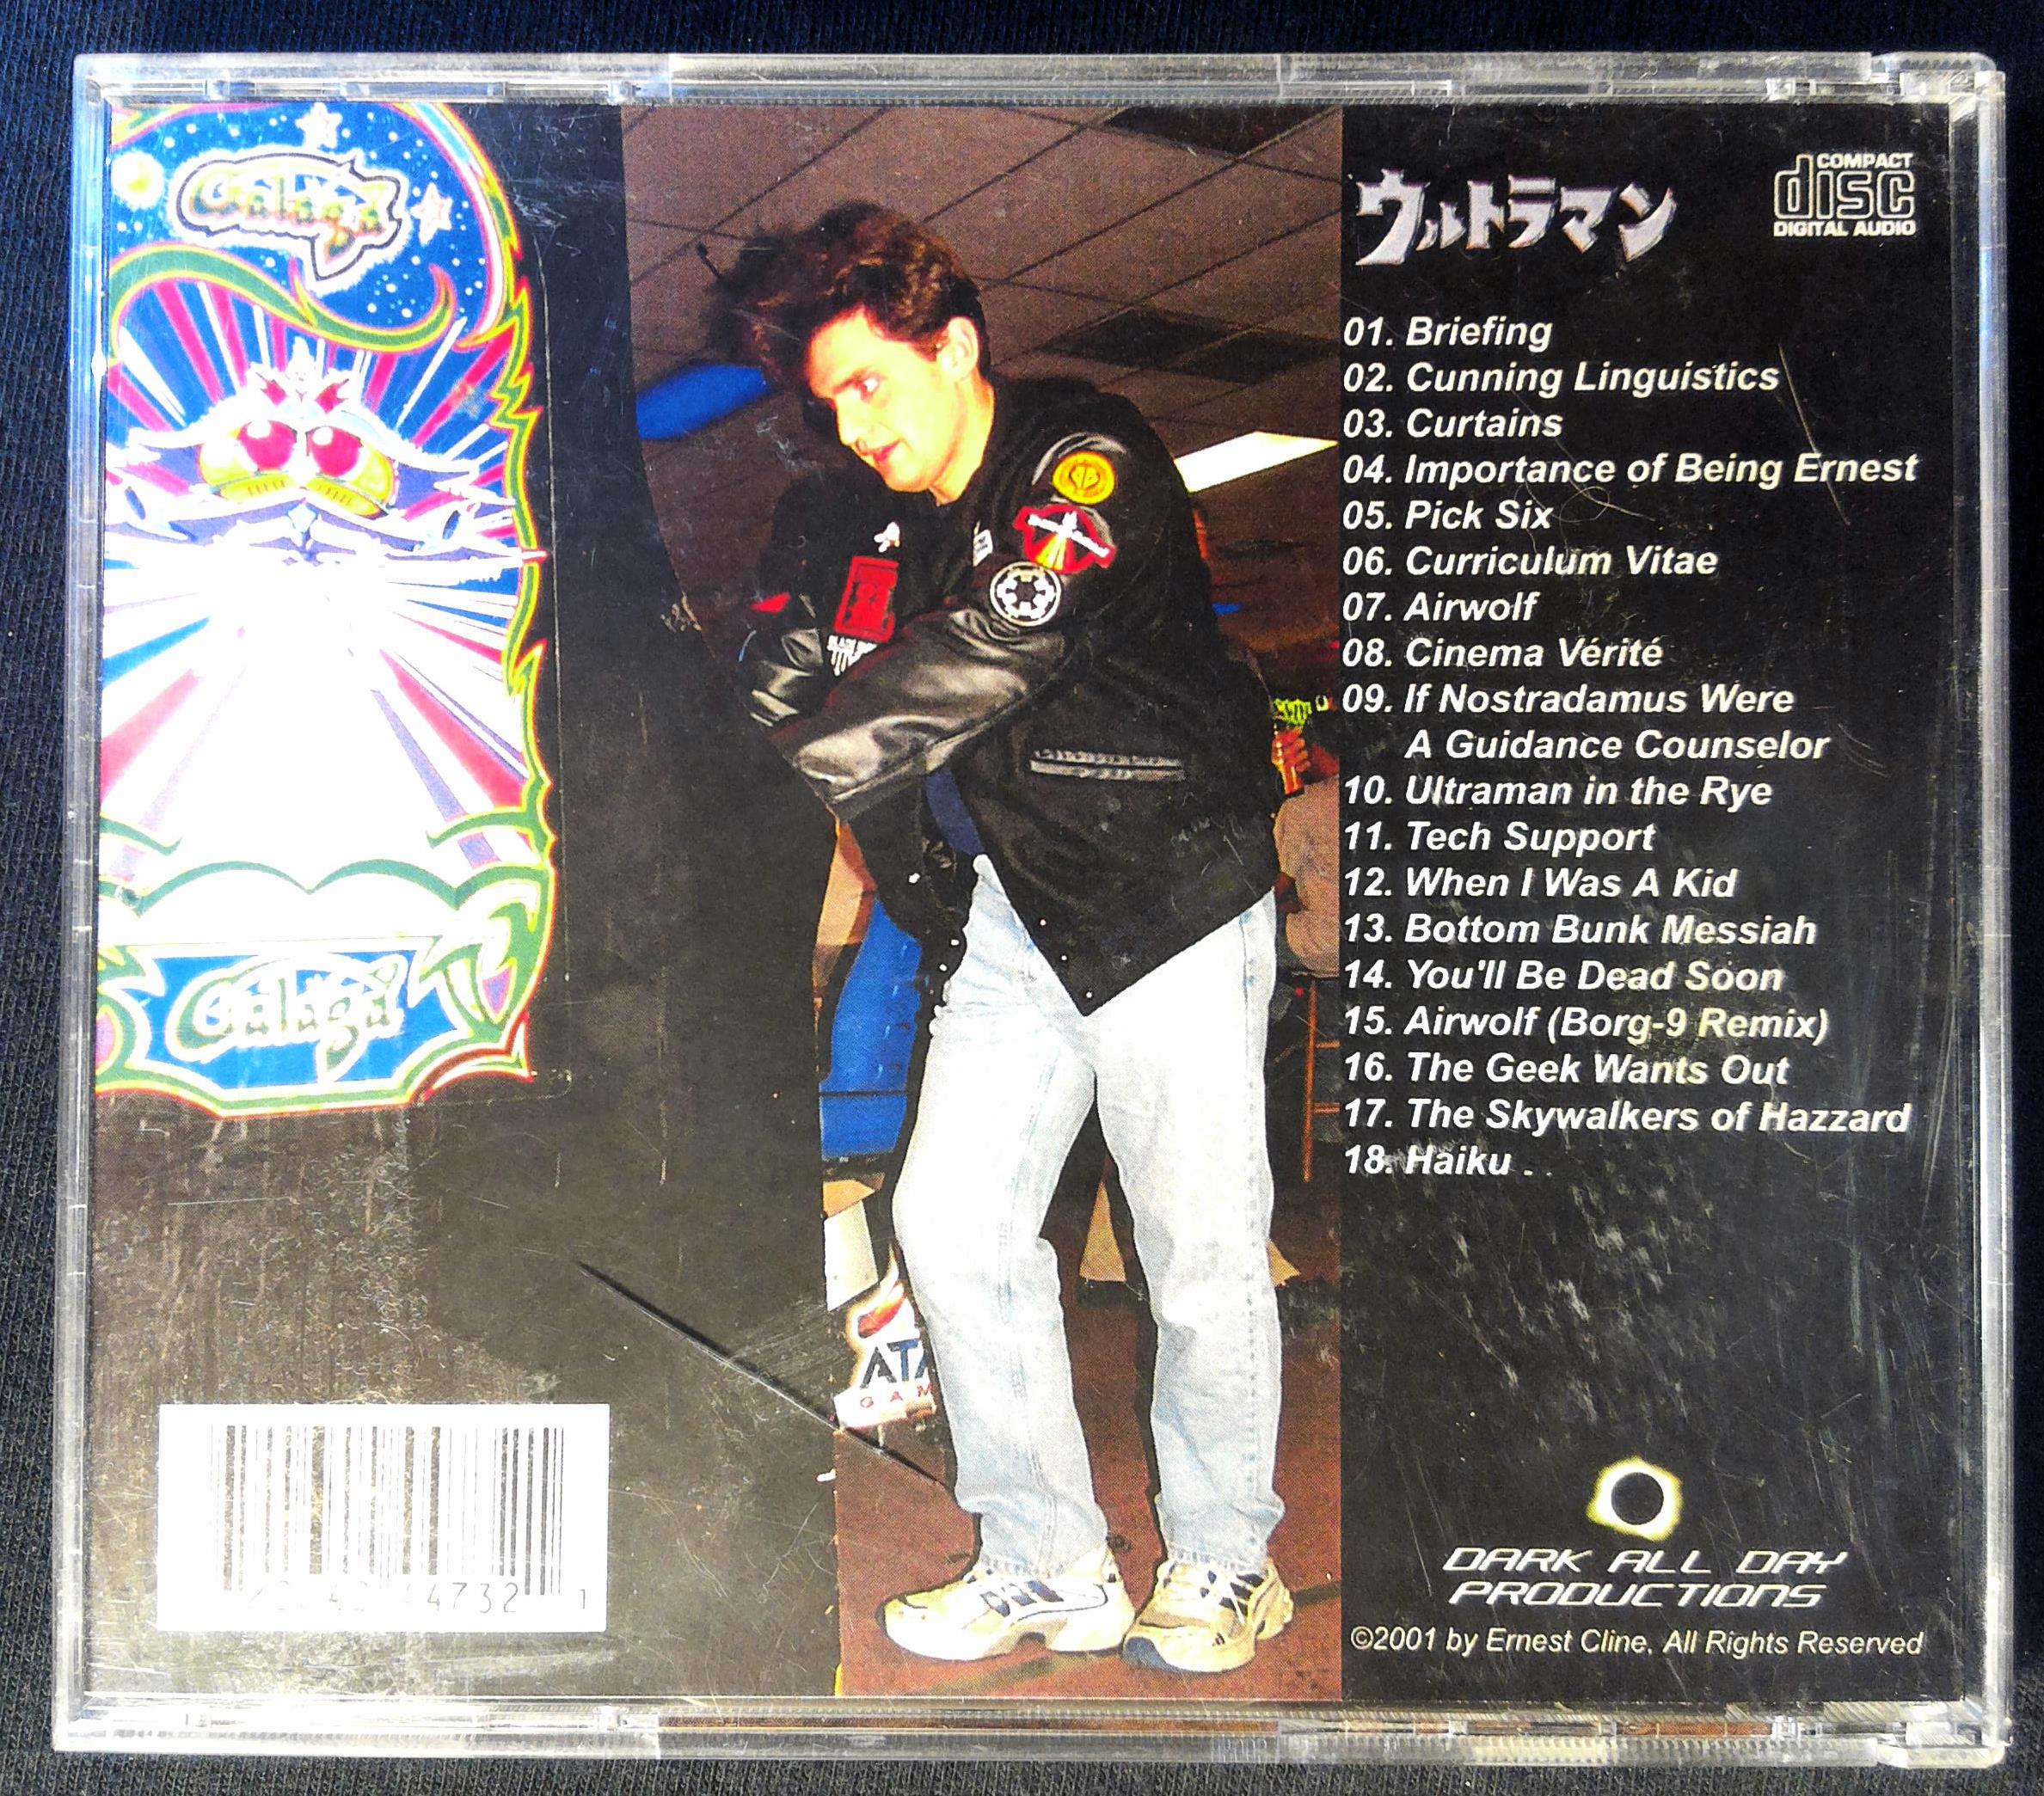 Galaga
Galaga
ATA
GAM
ウルトラマン
COMPACT
disc
DIGITAL AUDIO
01. Briefing
02. Cunning Linguistics
03. Curtains
04. Importance of Being Ernest
05. Pick Six
06. Curriculum Vitae
07. Airwolf
08. Cinema Vérité
09. If Nostradamus Were
A Guidance Counselor
10. Ultraman in the Rye
11. Tech Support
12. When I Was A Kid
13. Bottom Bunk Messiah
14. You'll Be Dead Soon
15. Airwolf (Borg-9 Remix)
16. The Geek Wants Out
17. The Skywalkers of Hazzard
18. Haiku
DARK ALL DAY
PRODUCTIONS
©2001 by Ernest Cline, All Rights Reserved
4732 1